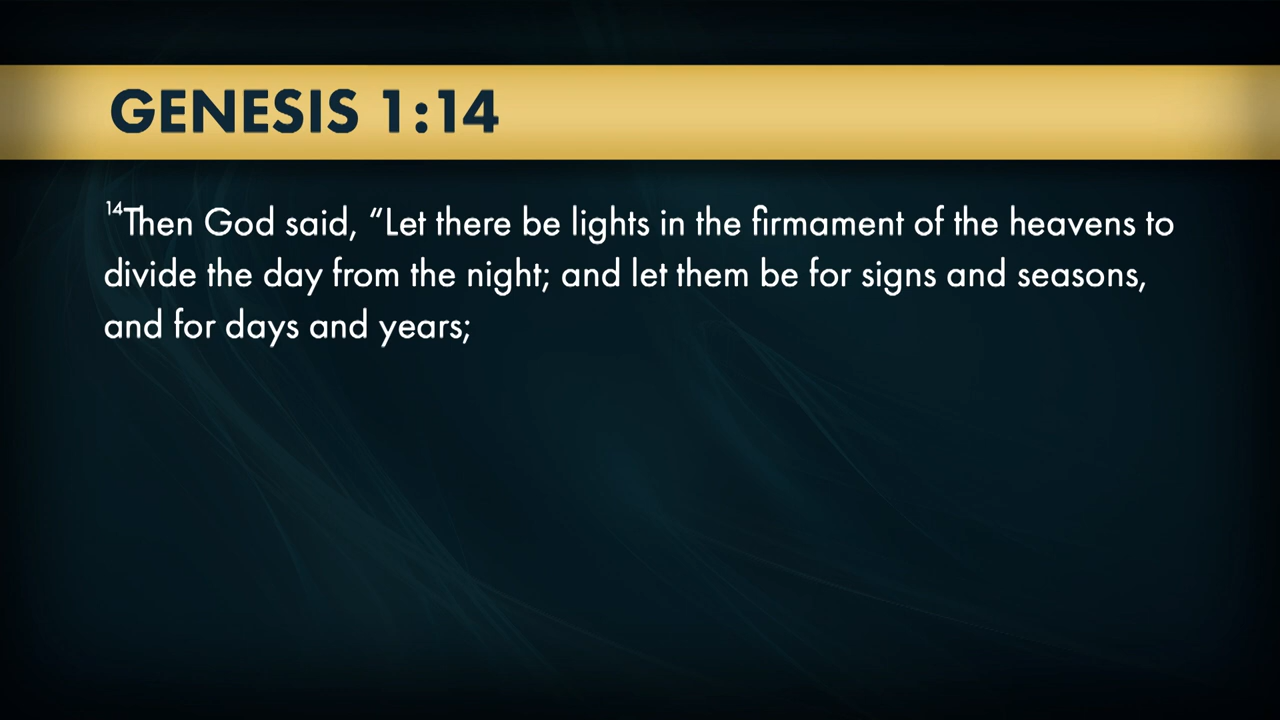 GENESIS 1:14
14Then God said, “Let there be lights in the firmament of the heavens to
divide the day from the night; and let them be for signs and seasons,
and for days and years;